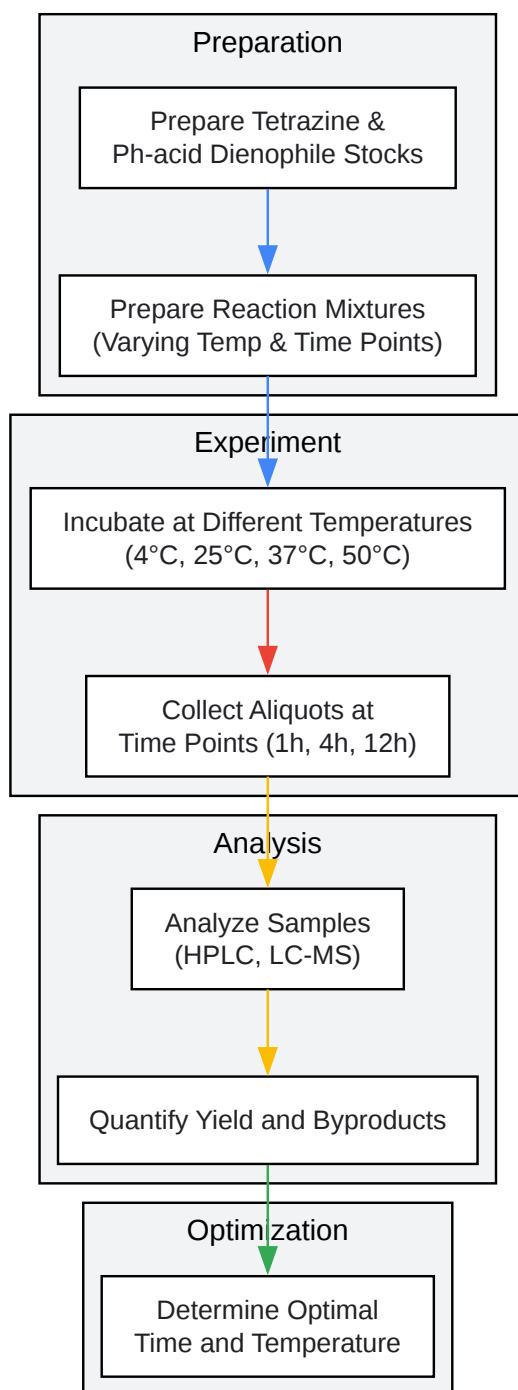 Preparation
Prepare Tetrazine &
Ph-acid Dienophile Stocks
Prepare Reaction Mixtures
(Varying Temp & Time Points)
Experiment
Incubate at Different Temperatures
(4°C, 25°C, 37°C, 50°C)
Collect Aliquots at
Time Points (1h, 4h, 12h)
Analysis
Analyze Samples
(HPLC, LC-MS)
Quantify Yield and Byproducts
Optimization
Determine Optimal
Time and Temperature